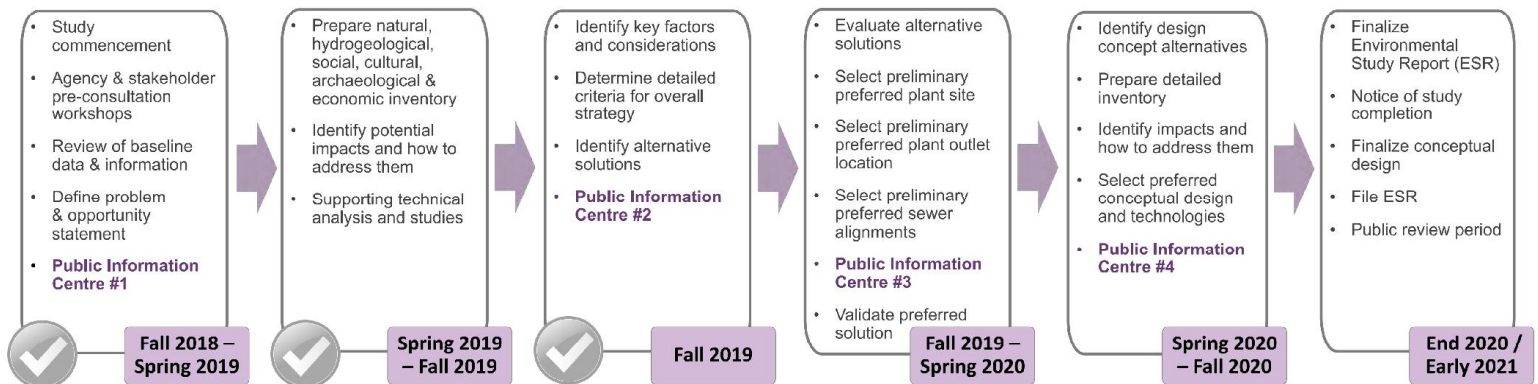 • Study
commencement
• Agency & stakeholder
pre-consultation
workshops
• Review of baseline
data & information
• Define problem
& opportunity
statement
• Public Information
Centre #1
Fall 2018 –
Spring 2019
• Prepare natural,
hydrogeological,
social, cultural,
archaeological &
economic inventory
• Identify potential
impacts and how to
address them
• Supporting technical
analysis and studies
Spring 2019
– Fall 2019
• Identify key factors
and considerations
• Determine detailed
criteria for overall
strategy
• Identify alternative
solutions
• Public Information
Centre #2
Fall 2019
• Evaluate alternative
solutions
• Select preliminary
preferred plant site
• Select preliminary
preferred plant outlet
location
• Select preliminary
preferred sewer
alignments
• Public Information
Centre #3
• Validate preferred
solution
Fall 2019 –
Spring 2020
• Identify design
concept alternatives
• Prepare detailed
inventory
• Identify impacts and
how to address them
• Select preferred
conceptual design
and technologies
• Public Information
Centre #4
Spring 2020
– Fall 2020
• Finalize
Environmental
Study Report (ESR)
• Notice of study
completion
• Finalize conceptual
design
• File ESR
• Public review period
End 2020 /
Early 2021